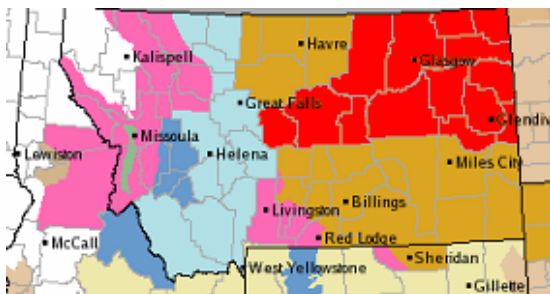 Havre
Kalispell
Glasgow
Great Falls
Glendiv
Missoula
Lewiston
Helena
Miles City
Livingston
Billings
McCall
Red Lodge
West Yellowstone
Sheridan
Gillette